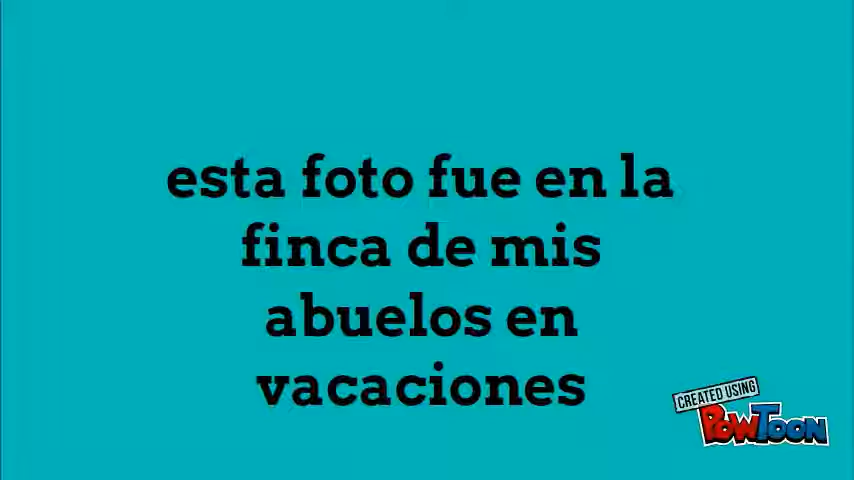 esta foto fue en la
finca de mis
abuelos en
vacaciones
CREATED USING
POWTOON